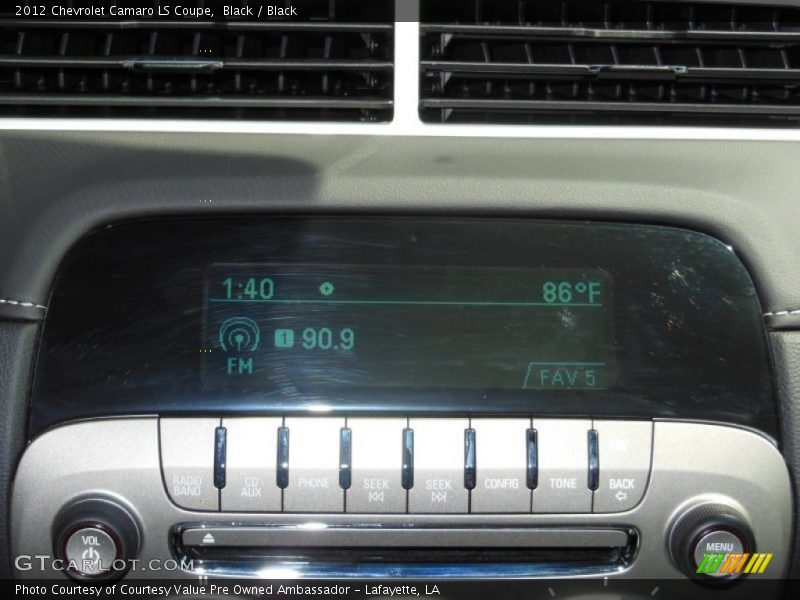 2012 Chevrolet Camaro LS Coupe,  Black / Black
1:40 86°F
1 90.9
FM
FAV 5
RADIO BAND
CD AUX
PHONE
SEEK
SEEK
CONFIG
TONE
BACK
VOL
MENU
GTCARLOT.COM
Photo Courtesy of Courtesy Value Pre Owned Ambassador - Lafayette, LA